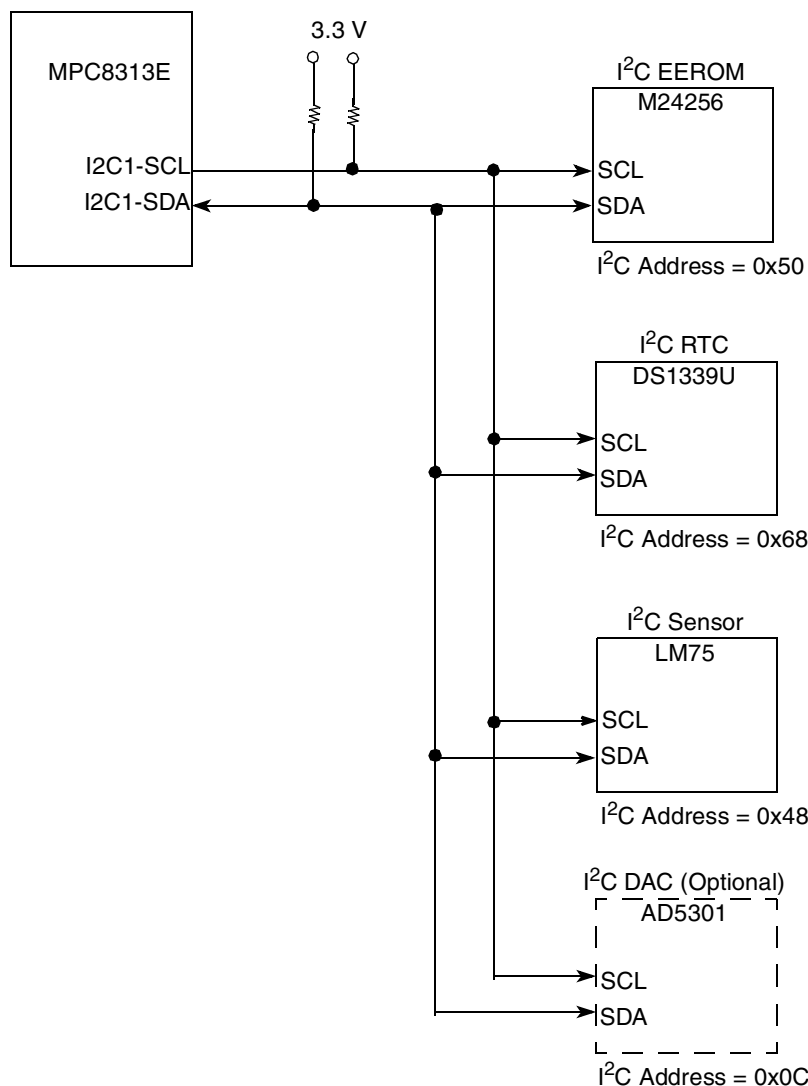 3.3 V
MPC8313E
I2C1-SCL
I2C1-SDA
I²C EEROM
M24256
SCL
SDA
I²C Address = 0x50
I²C RTC
DS1339U
SCL
SDA
I²C Address = 0x68
I²C Sensor
LM75
SCL
SDA
I²C Address = 0x48
I²C DAC (Optional)
AD5301
SCL
SDA
I²C Address = 0x0C